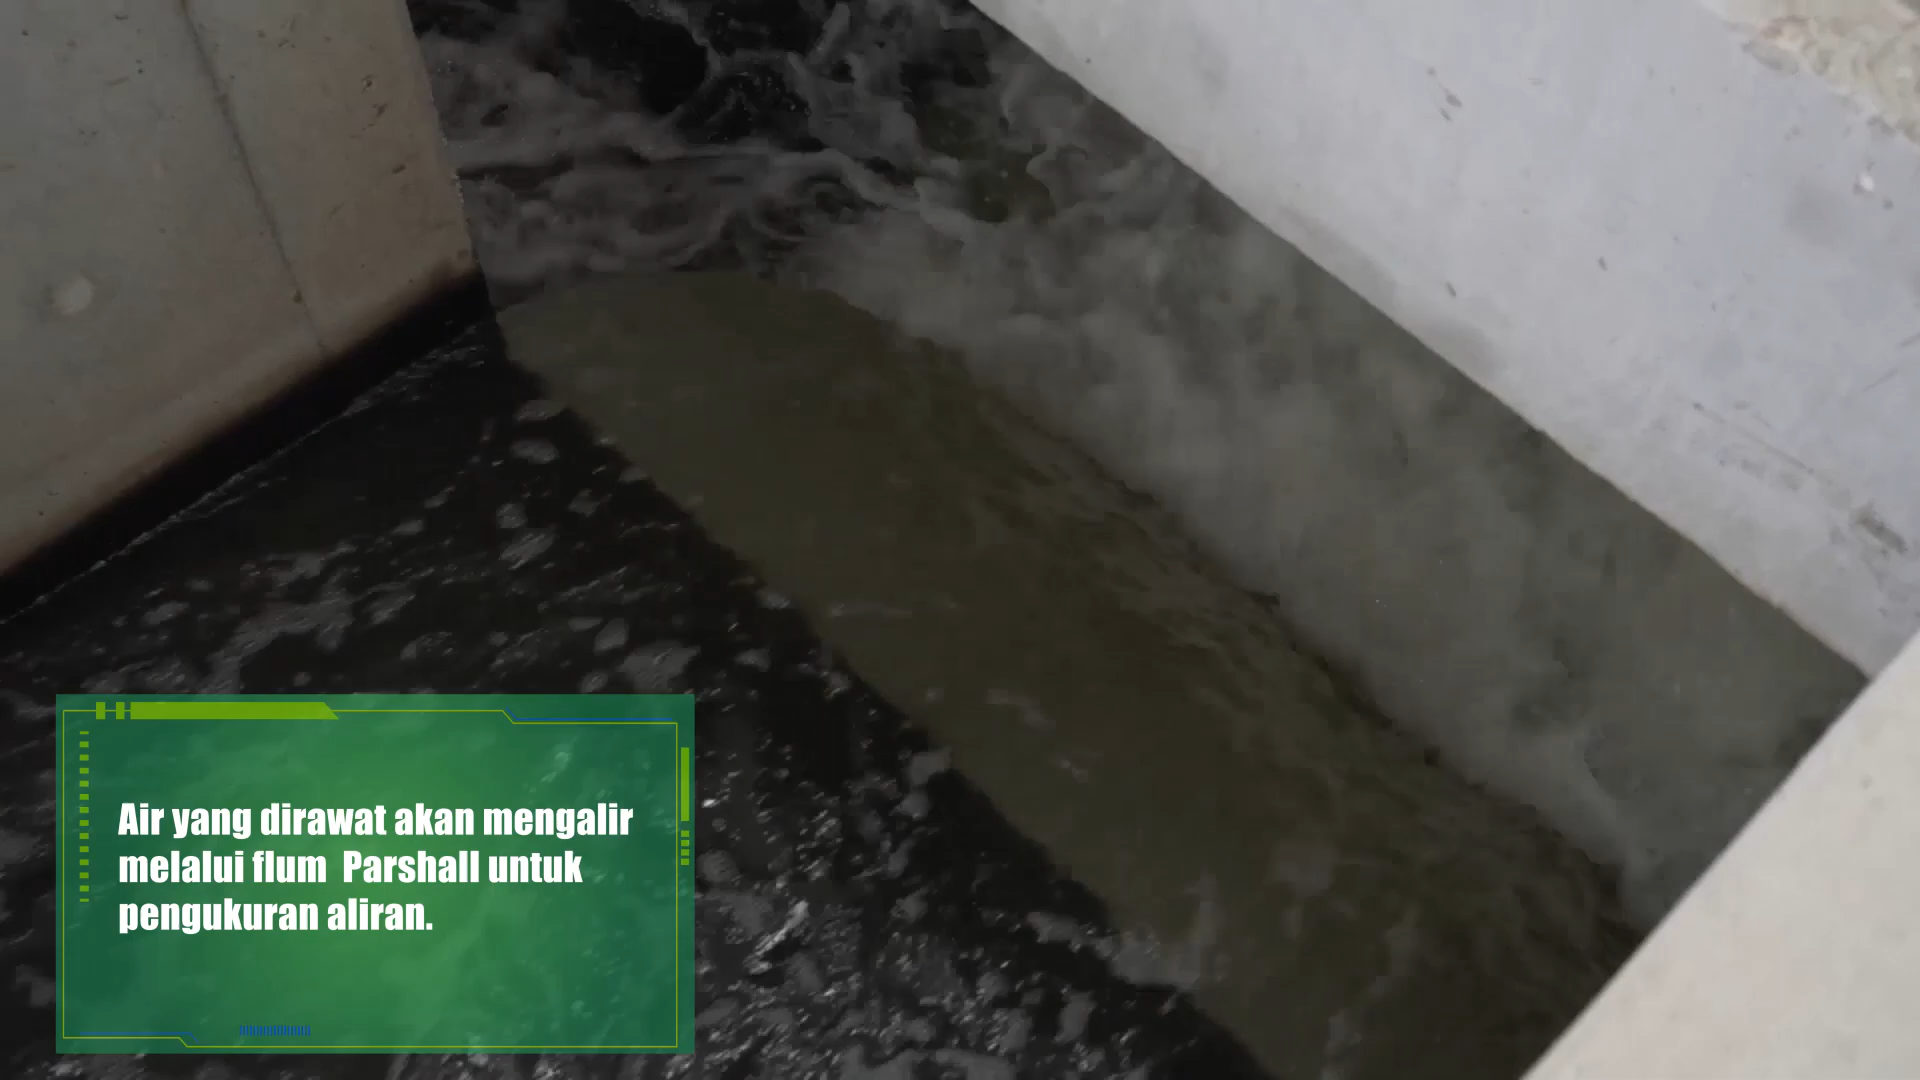 Air yang dirawat akan mengalir
melalui flum  Parshall untuk
pengukuran aliran.